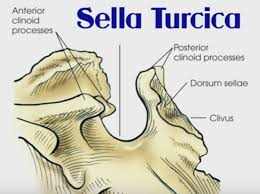 Sella Turcica
Anterior
clinoid
processes
Posterior
clinoid processes
Dorsum sellae
Clivus